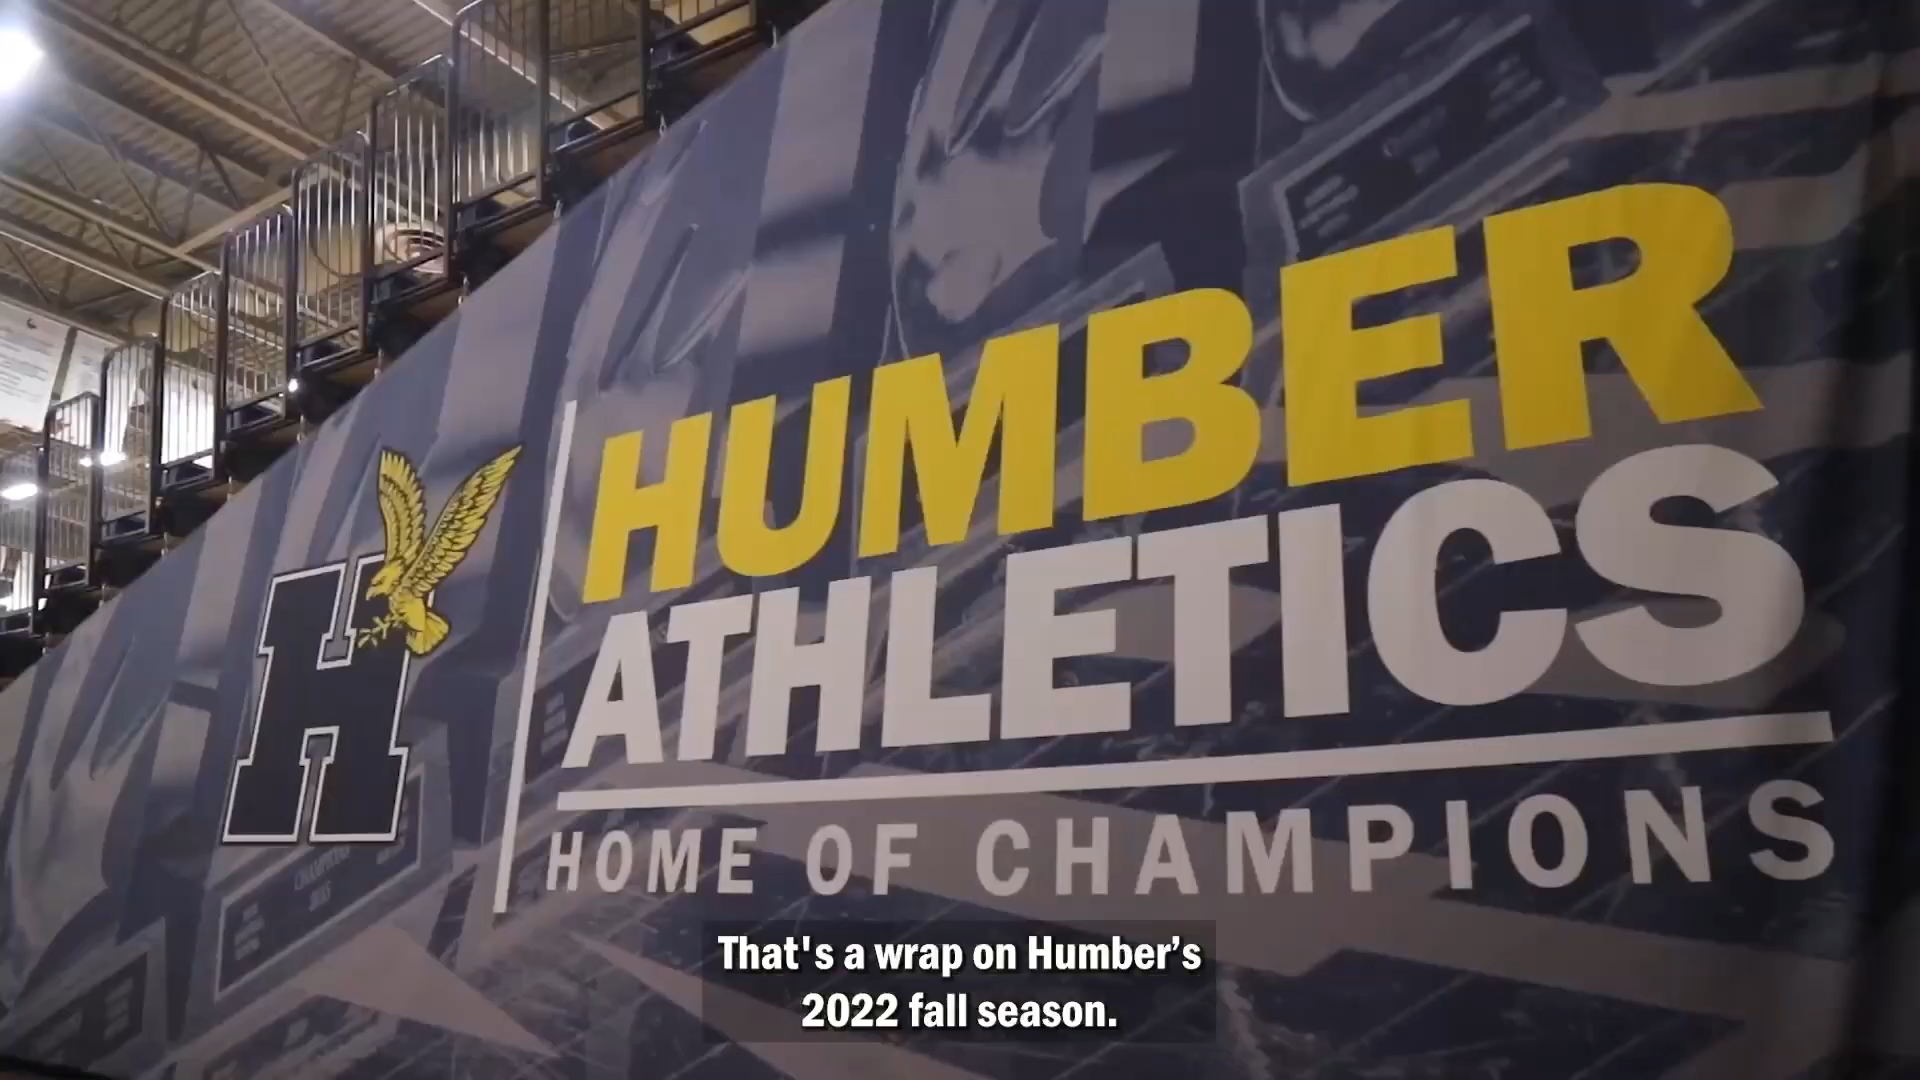 HUMBER
ATHLETICS
HOME OF CHAMPIONS
H
That's a wrap on Humber’s
2022 fall season.